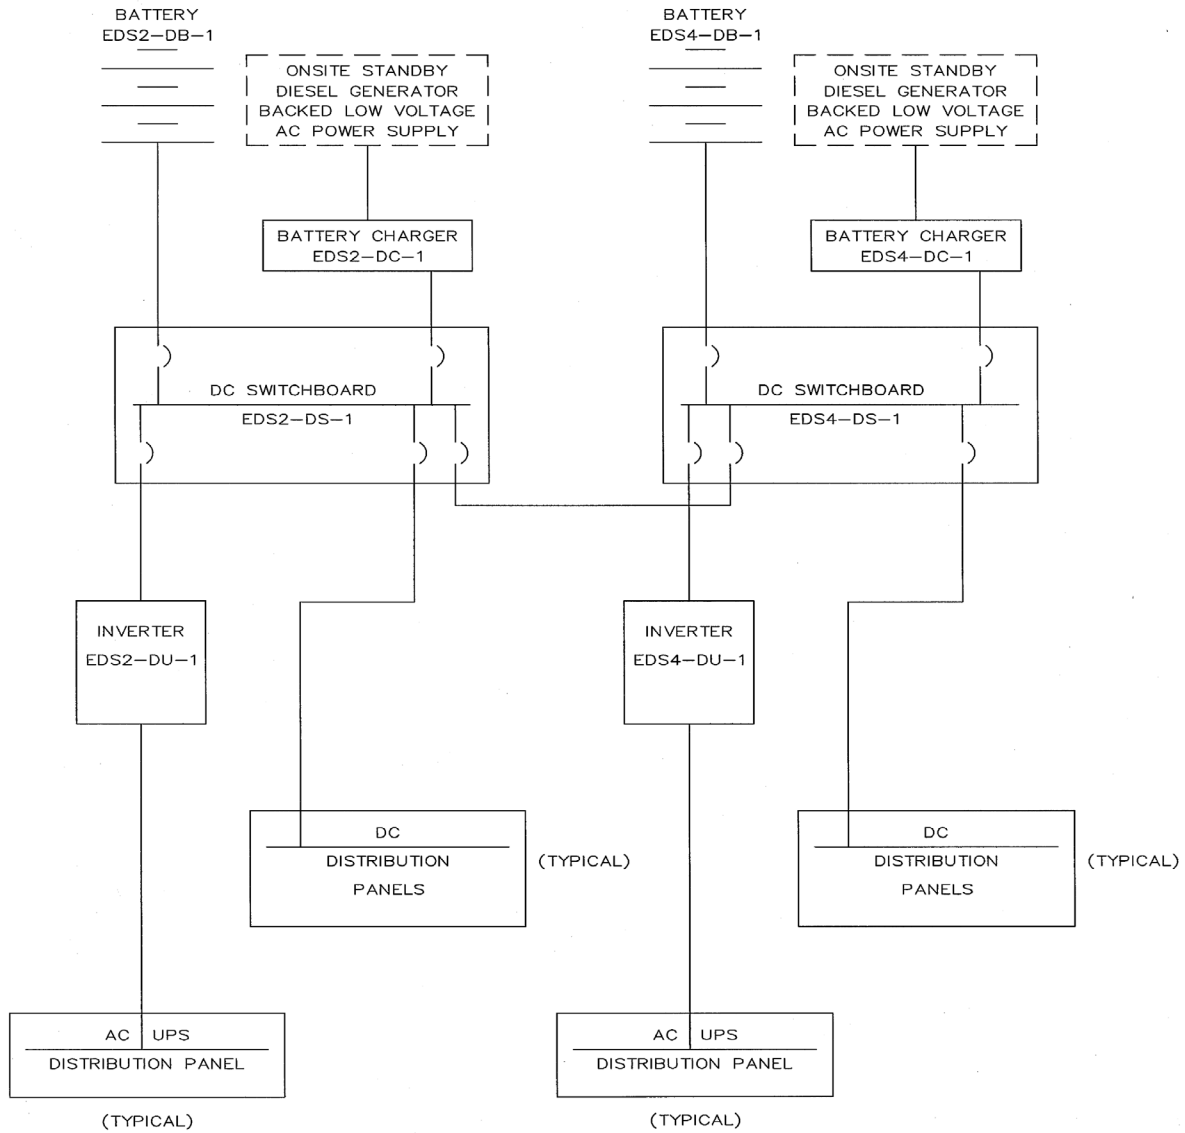 BATTERY
EDS2-DB-1
ONSITE STANDBY
DIESEL GENERATOR
BACKED LOW VOLTAGE
AC POWER SUPPLY
BATTERY CHARGER
EDS2-DC-1
DC SWITCHBOARD
EDS2-DS-1
INVERTER
EDS2-DU-1
DC
DISTRIBUTION
PANELS
(TYPICAL)
AC UPS
DISTRIBUTION PANEL
(TYPICAL)
BATTERY
EDS4-DB-1
ONSITE STANDBY
DIESEL GENERATOR
BACKED LOW VOLTAGE
AC POWER SUPPLY
BATTERY CHARGER
EDS4-DC-1
DC SWITCHBOARD
EDS4-DS-1
INVERTER
EDS4-DU-1
DC
DISTRIBUTION
PANELS
(TYPICAL)
AC UPS
DISTRIBUTION PANEL
(TYPICAL)